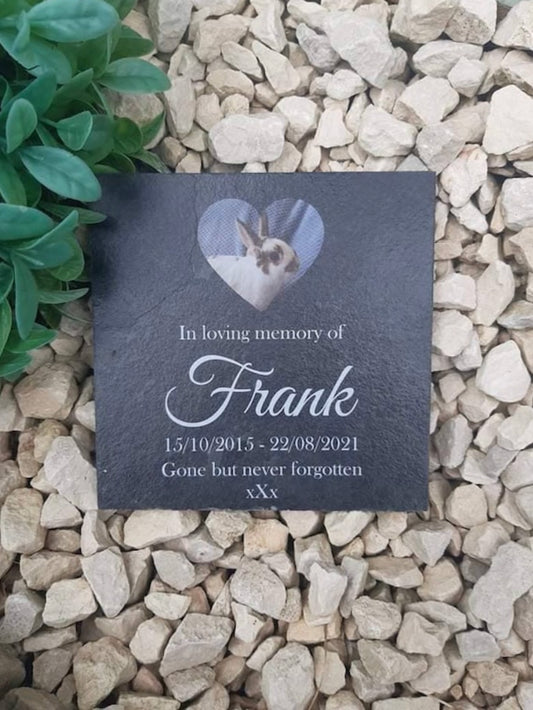 In loving memory of
Frank
15/10/2015 - 22/08/2021
Gone but never forgotten
xXx